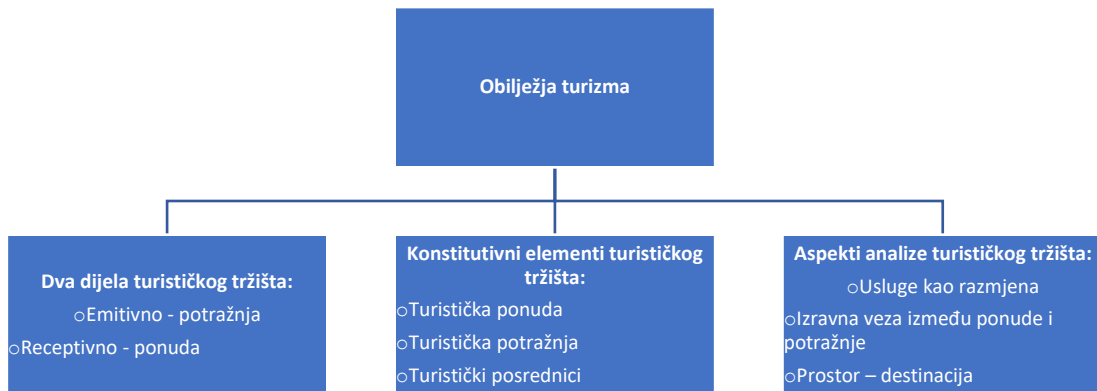 Obilježja turizma
Dva dijela turističkog tržišta:
oEmitivno - potražnja
oReceptivno - ponuda
Konstitutivni elementi turističkog
tržišta:
oTuristička ponuda
oTuristička potražnja
oTuristički posrednici
Aspekti analize turističkog tržišta:
oUsluge kao razmjena
oIzravna veza između ponude i
potražnje
oProstor – destinacija